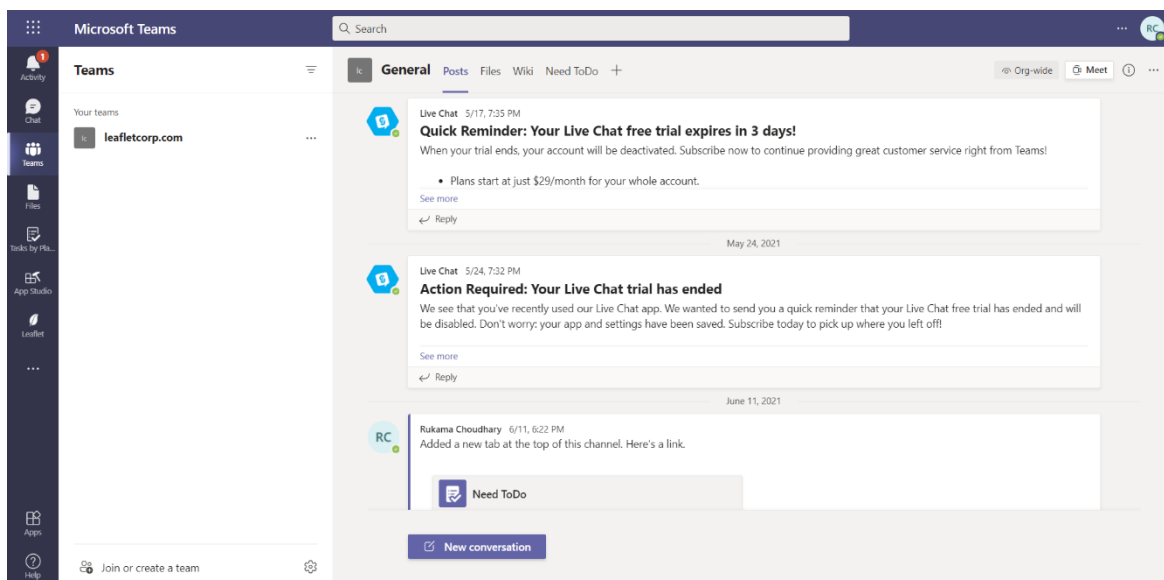 Microsoft Teams
Search
RC
1
Activity
Chat
Teams
Files
Tasks by Pla...
App Studio
Leaflet
Apps
Help
Teams
Your teams
lc
leafletcorp.com
Join or create a team
lc
General Posts Files Wiki Need ToDo
Org-wide
Meet
Live Chat 5/17, 7:35 PM
Quick Reminder: Your Live Chat free trial expires in 3 days!
When your trial ends, your account will be deactivated. Subscribe now to continue providing great customer service right from Teams!
• Plans start at just $29/month for your whole account.
See more
Reply
May 24, 2021
Live Chat 5/24, 7:32 PM
Action Required: Your Live Chat trial has ended
We see that you've recently used our Live Chat app. We wanted to send you a quick reminder that your Live Chat free trial has ended and will
be disabled. Don't worry: your app and settings have been saved. Subscribe today to pick up where you left off!
See more
Reply
June 11, 2021
RC
Rukama Choudhary 6/11, 6:22 PM
Added a new tab at the top of this channel. Here's a link.
Need ToDo
New conversation